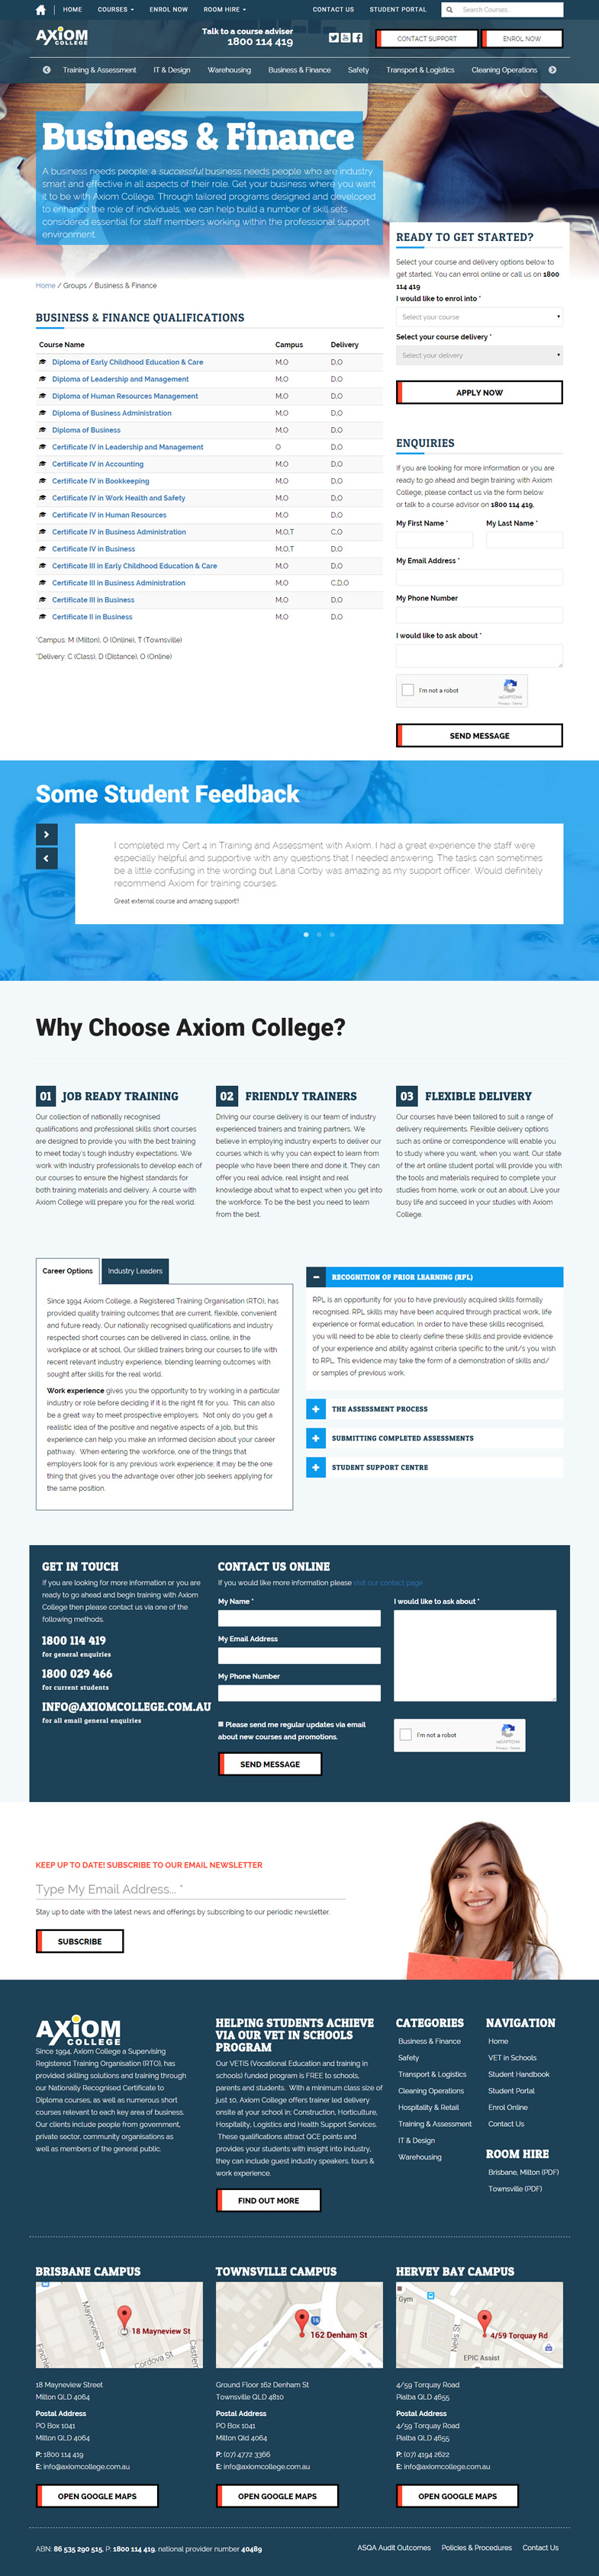 HOME
COURSES
ENROL NOW
ROOM HIRE
CONTACT US
STUDENT PORTAL
Search Courses...
AXIOM
COLLEGE
Talk to a course adviser
1800 114 419
CONTACT SUPPORT
ENROL NOW
Training & Assessment
IT & Design
Warehousing
Business & Finance
Safety
Transport & Logistics
Cleaning Operations
Business & Finance
A business needs people: a successful business needs people who are industry
smart and effective in all aspects of their role. Get your business where you want
it to be with Axiom College. Through tailored programs designed and developed
to enhance the role of individuals, we can help build a number of skill sets
considered essential for staff members working within the professional support
environment.
Home / Groups / Business & Finance
BUSINESS & FINANCE QUALIFICATIONS
Course Name Campus Delivery
Diploma of Early Childhood Education & Care M,O D,O
Diploma of Leadership and Management M,O D,O
Diploma of Human Resources Management M,O D,O
Diploma of Business Administration M,O D,O
Diploma of Business M,O D,O
Certificate IV in Leadership and Management O D,O
Certificate IV in Accounting M,O D,O
Certificate IV in Bookkeeping M,O D,O
Certificate IV in Work Health and Safety M,O D,O
Certificate IV in Human Resources M,O D,O
Certificate IV in Business Administration M,O,T C,O
Certificate IV in Business M,O,T D,O
Certificate III in Early Childhood Education & Care M,O D,O
Certificate III in Business Administration M,O C,D,O
Certificate III in Business M,O D,O
Certificate II in Business M,O D,O
*Campus: M (Milton), O (Online), T (Townsville)
*Delivery: C (Class), D (Distance), O (Online)
READY TO GET STARTED?
Select your course and delivery options below to
get started. You can enrol online or call us on 1800
114 419
I would like to enrol into *
Select your course
Select your course delivery *
Select your delivery
APPLY NOW
ENQUIRIES
If you are looking for more information or you are
ready to go ahead and begin training with Axiom
College, please contact us via the form below
or talk to a course advisor on 1800 114 419.
My First Name *
My Last Name *
My Email Address *
My Phone Number
I would like to ask about *
I'm not a robot
reCAPTCHA
Privacy - Terms
SEND MESSAGE
Some Student Feedback
I completed my Cert 4 in Training and Assessment with Axiom. I had a great experience the staff were
especially helpful and supportive with any questions that I needed answering. The tasks can sometimes
be a little confusing in the wording but Lana Corby was amazing as my support officer. Would definitely
recommend Axiom for training courses.
Great external course and amazing support!!
Why Choose Axiom College?
01 JOB READY TRAINING
Our collection of nationally recognised
qualifications and professional skills short courses
are designed to provide you with the best training
to meet today's tough industry expectations. We
work with industry professionals to develop each of
our courses to ensure the highest standards for
both training materials and delivery. A course with
Axiom College will prepare you for the real world.
02 FRIENDLY TRAINERS
Driving our course delivery is our team of industry
experienced trainers and training partners. We
believe in employing industry experts to deliver our
courses which is why you can expect to learn from
people who have been there and done it. They can
offer you real advice, real insight and real
knowledge about what to expect when you get into
the workforce. To be the best you need to learn
from the best.
03 FLEXIBLE DELIVERY
Our courses have been tailored to suit a range of
delivery requirements. Flexible delivery options
such as online or correspondence will enable you
to study where you want, when you want. Our state
of the art online student portal will provide you with
the tools and materials required to complete your
studies from home, work or out an about. Live your
busy life and succeed in your studies with Axiom
College.
Career Options
Industry Leaders
Since 1994 Axiom College, a Registered Training Organisation (RTO), has
provided quality training outcomes that are current, flexible, convenient
and future ready. Our nationally recognised qualifications and industry
respected short courses can be delivered in class, online, in the
workplace or at school. Our skilled trainers bring our courses to life with
recent relevant industry experience, blending learning outcomes with
sought after skills for the real world.
Work experience gives you the opportunity to try working in a particular
industry or role before deciding if it is the right fit for you. This can also
be a great way to meet prospective employers. Not only do you get a
realistic idea of the positive and negative aspects of a job, but this
experience can help you make an informed decision about your career
pathway. When entering the workforce, one of the things that
employers look for is any previous work experience; it may be the one
thing that gives you the advantage over other job seekers applying for
the same position.
RECOGNITION OF PRIOR LEARNING (RPL)
RPL is an opportunity for you to have previously acquired skills formally
recognised. RPL skills may have been acquired through practical work, life
experience or formal education. In order to have these skills recognised,
you will need to be able to clearly define these skills and provide evidence
of your experience and ability against criteria specific to the unit/s you wish
to RPL. This evidence may take the form of a demonstration of skills and/
or samples of previous work.
THE ASSESSMENT PROCESS
SUBMITTING COMPLETED ASSESSMENTS
STUDENT SUPPORT CENTRE
GET IN TOUCH
If you are looking for more information or you are
ready to go ahead and begin training with Axiom
College then please contact us via one of the
following methods.
1800 114 419
for general enquiries
1800 029 466
for current students
INFO@AXIOMCOLLEGE.COM.AU
for all email general enquiries
CONTACT US ONLINE
If you would like more information please visit our contact page
My Name *
My Email Address
My Phone Number
Please send me regular updates via email
about new courses and promotions.
SEND MESSAGE
I would like to ask about *
I'm not a robot
reCAPTCHA
Privacy - Terms
KEEP UP TO DATE! SUBSCRIBE TO OUR EMAIL NEWSLETTER
Type My Email Address... *
Stay up to date with the latest news and offerings by subscribing to our periodic newsletter.
SUBSCRIBE
AXIOM
COLLEGE
Since 1994, Axiom College a Supervising
Registered Training Organisation (RTO), has
provided skilling solutions and training through
our Nationally Recognised Certificate to
Diploma courses, as well as numerous short
courses relevant to each key area of business.
Our clients include people from government,
private sector, community organisations as
well as members of the general public.
HELPING STUDENTS ACHIEVE
VIA OUR VET IN SCHOOLS
PROGRAM
Our VETIS (Vocational Education and training in
schools) funded program is FREE to schools,
parents and students. With a minimum class size of
just 10, Axiom College offers trainer led delivery
onsite at your school in; Construction, Horticulture,
Hospitality, Logistics and Health Support Services.
These qualifications attract QCE points and
provides your students with insight into industry,
they can include guest industry speakers, tours &
work experience.
FIND OUT MORE
CATEGORIES
Business & Finance
Safety
Transport & Logistics
Cleaning Operations
Hospitality & Retail
Training & Assessment
IT & Design
Warehousing
NAVIGATION
Home
VET in Schools
Student Handbook
Student Portal
Enrol Online
Contact Us
ROOM HIRE
Brisbane, Milton (PDF)
Townsville (PDF)
BRISBANE CAMPUS
Mayneview St
18 Mayneview St
Cordova St
18 Mayneview Street
Milton QLD 4064
Postal Address
PO Box 1041
Milton QLD 4064
P: 1800 114 419
E: info@axiomcollege.com.au
OPEN GOOGLE MAPS
TOWNSVILLE CAMPUS
16
162 Denham St
Ground Floor 162 Denham St
Townsville QLD 4810
Postal Address
PO Box 1041
Milton Qld 4064
P: (07) 4772 3366
E: info@axiomcollege.com.au
OPEN GOOGLE MAPS
HERVEY BAY CAMPUS
Gym
Neils St
4/59 Torquay Rd
EPIC Assist
4/59 Torquay Road
Pialba QLD 4655
Postal Address
4/59 Torquay Road
Pialba QLD 4655
P: (07) 4194 2622
E: info@axiomcollege.com.au
OPEN GOOGLE MAPS
ABN: 86 535 290 515, P: 1800 114 419, national provider number 40489
ASQA Audit Outcomes
Policies & Procedures
Contact Us